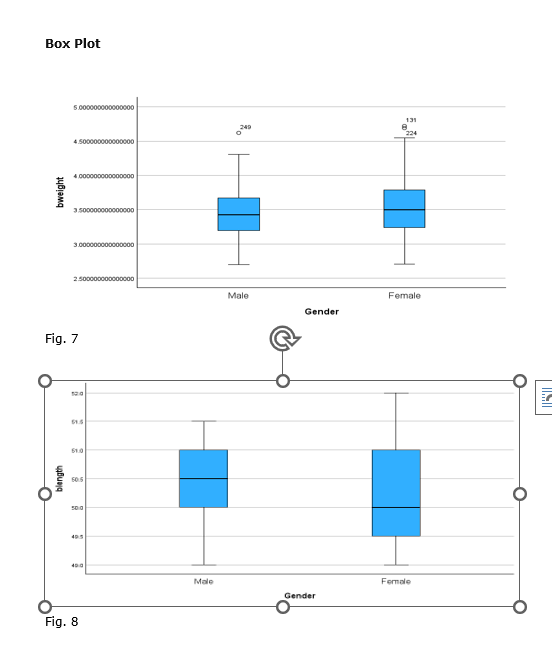 Box Plot
5.000000000000000
4.500000000000000
4.000000000000000
3.500000000000000
3.000000000000000
2.500000000000000
bweight
249
131
224
Male Female
Gender
Fig. 7
52.0
51.5
51.0
50.5
50.0
49.5
49.0
blength
Male Female
Gender
Fig. 8